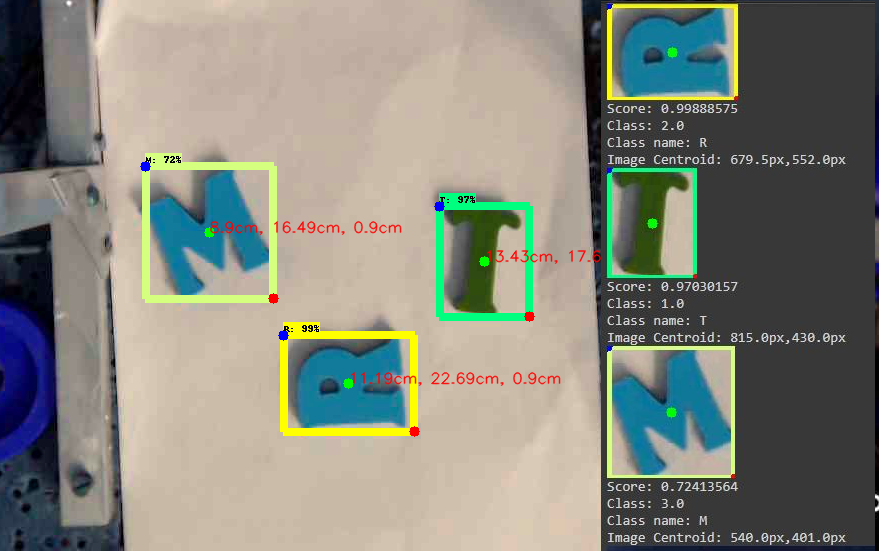 M: 72%
8.9cm, 16.49cm, 0.9cm
M
T: 97%
13.43cm, 17.6
T
R: 99%
11.19cm, 22.69cm, 0.9cm
R
R
Score: 0.99888575
Class: 2.0
Class name: R
Image Centroid: 679.5px,552.0px
T
Score: 0.97030157
Class: 1.0
Class name: T
Image Centroid: 815.0px,430.0px
M
Score: 0.72413564
Class: 3.0
Class name: M
Image Centroid: 540.0px,401.0px